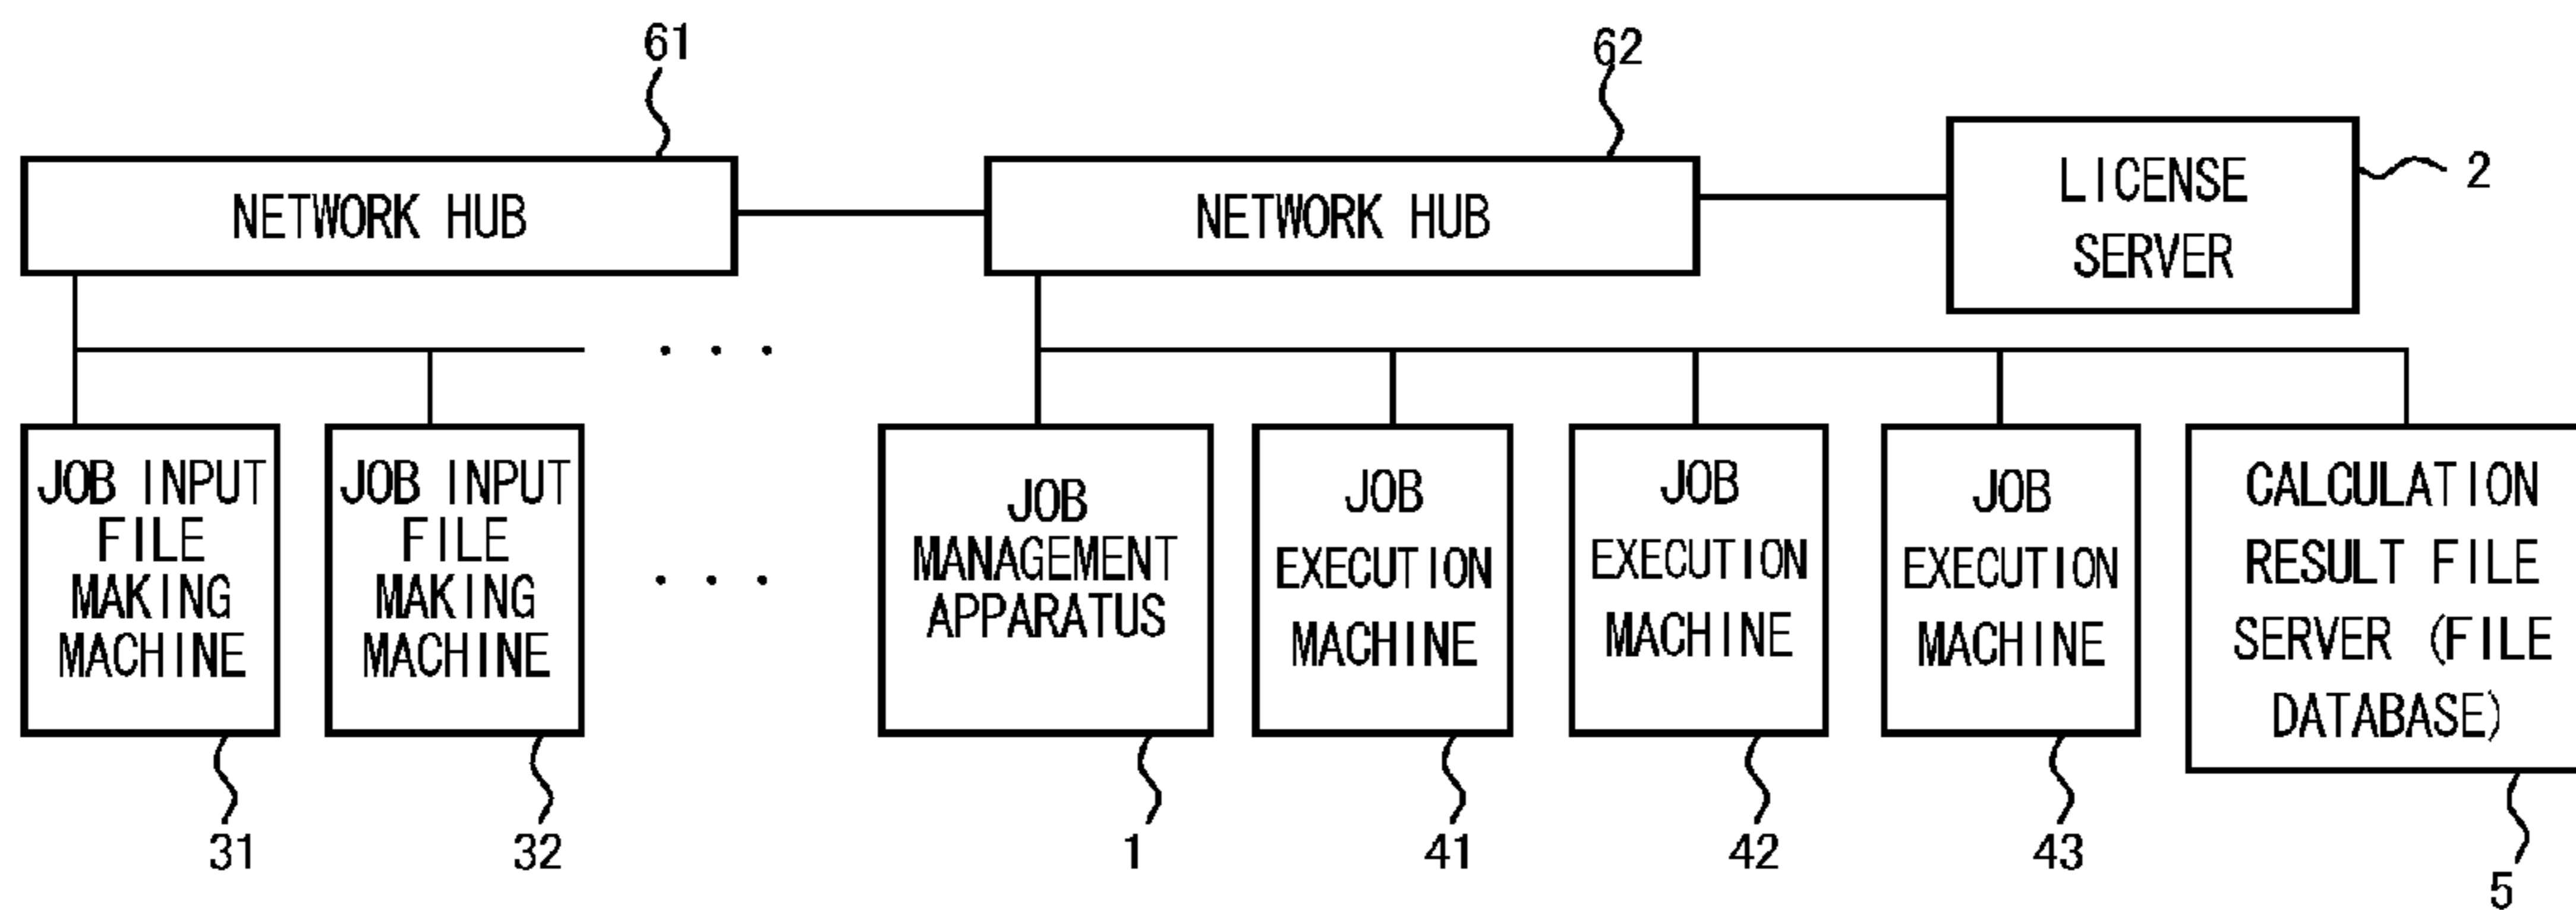 61
62
NETWORK HUB
NETWORK HUB
LICENSE
SERVER
2
. . .
JOB INPUT
FILE
MAKING
MACHINE
JOB INPUT
FILE
MAKING
MACHINE
. . .
JOB
MANAGEMENT
APPARATUS
JOB
EXECUTION
MACHINE
JOB
EXECUTION
MACHINE
JOB
EXECUTION
MACHINE
CALCULATION
RESULT FILE
SERVER (FILE
DATABASE)
31
32
1
41
42
43
5